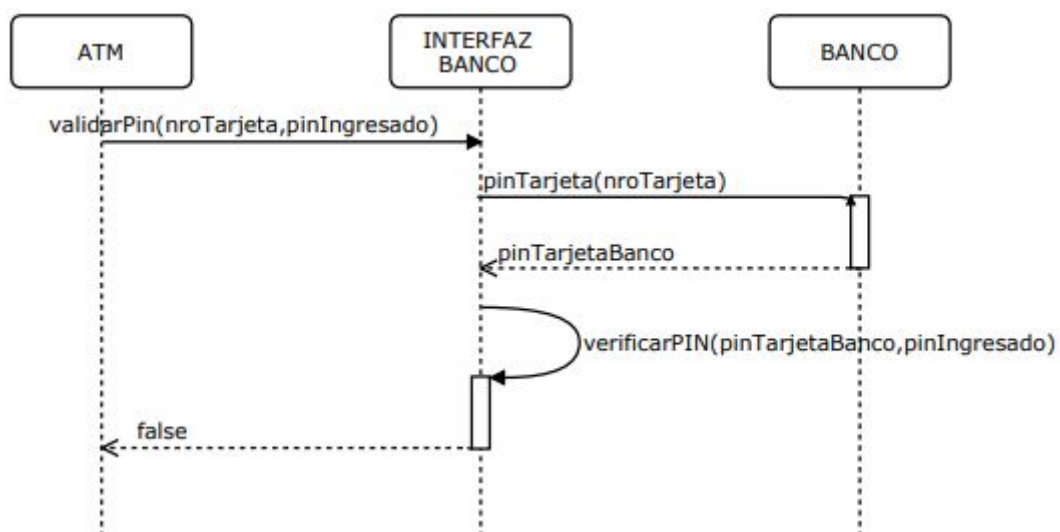 ATM
INTERFAZ
BANCO
BANCO
validarPin(nroTarjeta,pinIngresado)
pinTarjeta(nroTarjeta)
pinTarjetaBanco
verificarPIN(pinTarjetaBanco,pinIngresado)
false